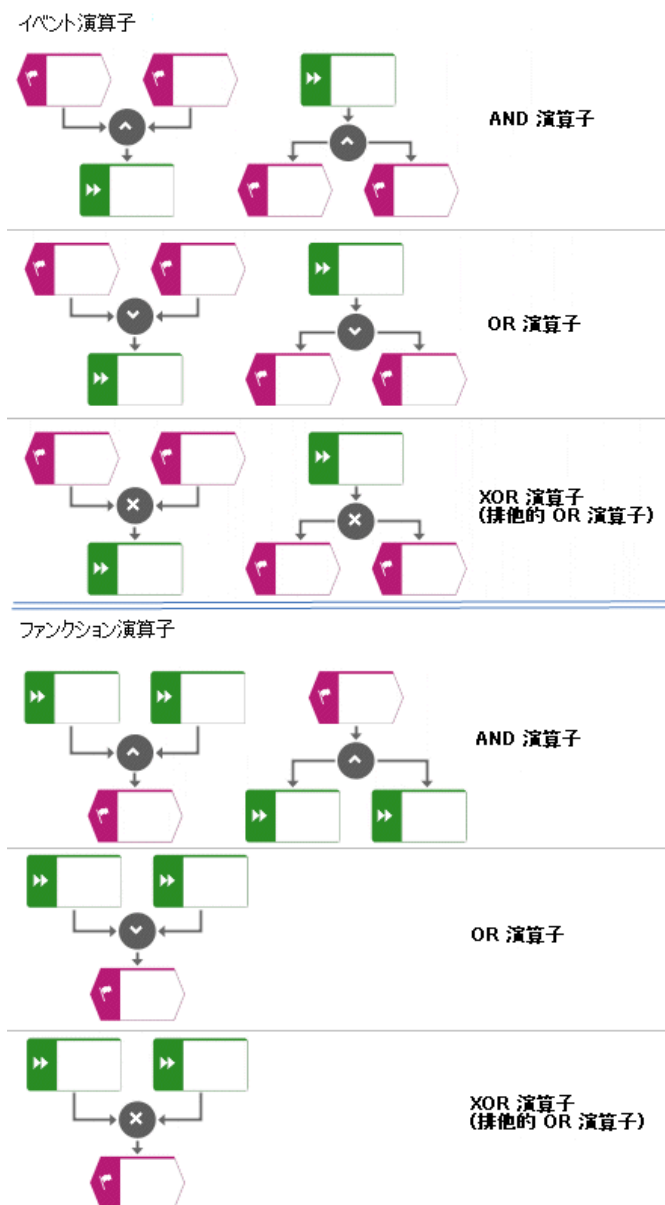 イベント演算子
AND 演算子
OR 演算子
XOR 演算子
(排他的 OR 演算子)
ファンクション演算子
AND 演算子
OR 演算子
XOR 演算子
(排他的 OR 演算子)